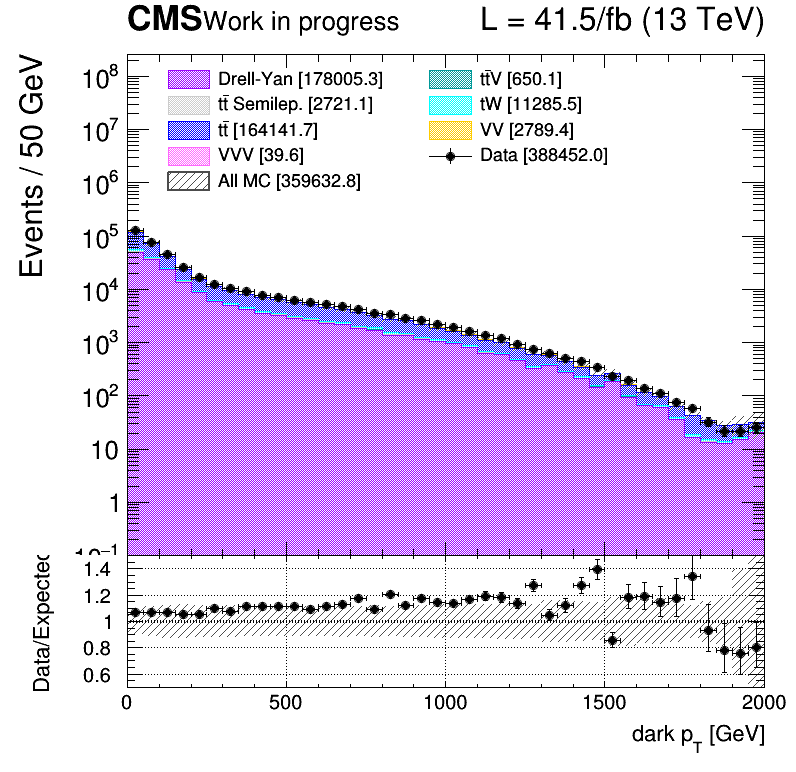 CMS Work in progress L = 41.5/fb (13 TeV)
Events / 50 GeV
10⁸
10⁷
10⁶
10⁵
10⁴
10³
10²
10
1
10⁻¹
Drell-Yan [178005.3]
tt̄ Semilep. [2721.1]
tt̄ [164141.7]
VVV [39.6]
All MC [359632.8]
tt̄V [650.1]
tW [11285.5]
VV [2789.4]
Data [388452.0]
Data/Expected
1.4
1.2
1
0.8
0.6
0 500 1000 1500 2000
dark p_T [GeV]